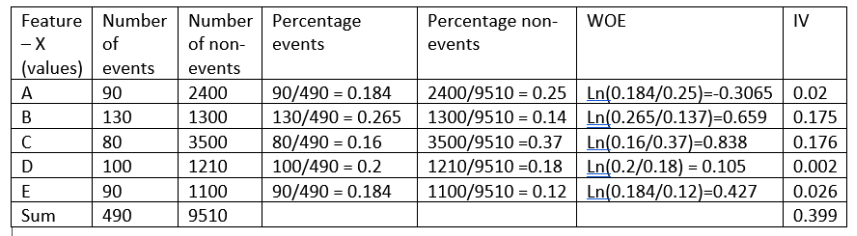 Feature – X (values) Number of events Number of non-events Percentage events Percentage non-events WOE IV
A 90 2400 90/490 = 0.184 2400/9510 = 0.25 Ln(0.184/0.25)=-0.3065 0.02
B 130 1300 130/490 = 0.265 1300/9510 = 0.14 Ln(0.265/0.137)=0.659 0.175
C 80 3500 80/490 = 0.16 3500/9510 =0.37 Ln(0.16/0.37)=0.838 0.176
D 100 1210 100/490 = 0.2 1210/9510 =0.18 Ln(0.2/0.18) = 0.105 0.002
E 90 1100 90/490 = 0.184 1100/9510 = 0.12 Ln(0.184/0.12)=0.427 0.026
Sum 490 9510 0.399